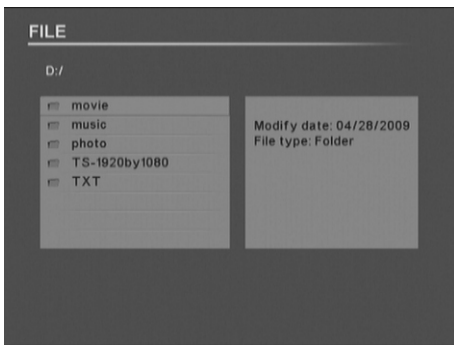 FILE
D:/
movie
music
photo
TS-1920by1080
TXT
Modify date: 04/28/2009
File type: Folder